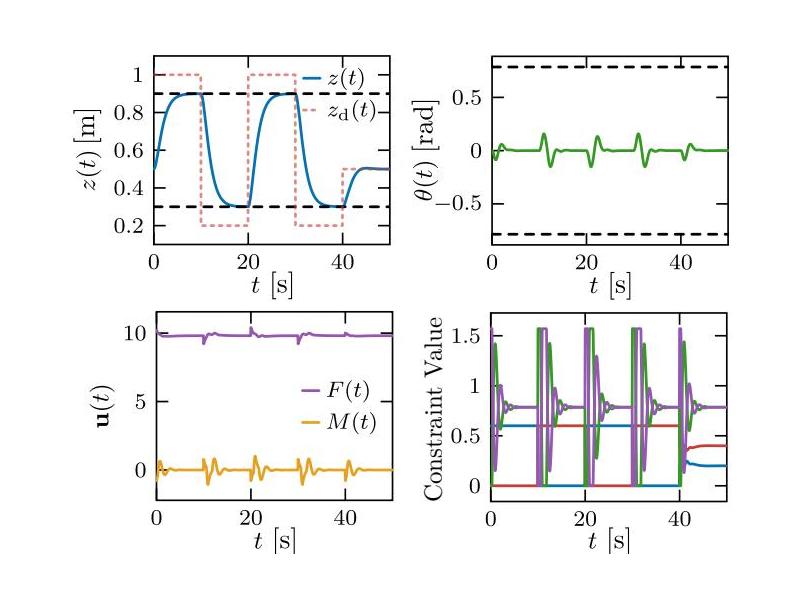 1
0.8
0.6
0.4
0.2
z(t) [m]
z(t)
z_d(t)
0 20 40
t [s]
0.5
0
−0.5
θ(t) [rad]
0 20 40
t [s]
10
5
0
u(t)
F(t)
M(t)
0 20 40
t [s]
1.5
1
0.5
0
Constraint Value
0 20 40
t [s]